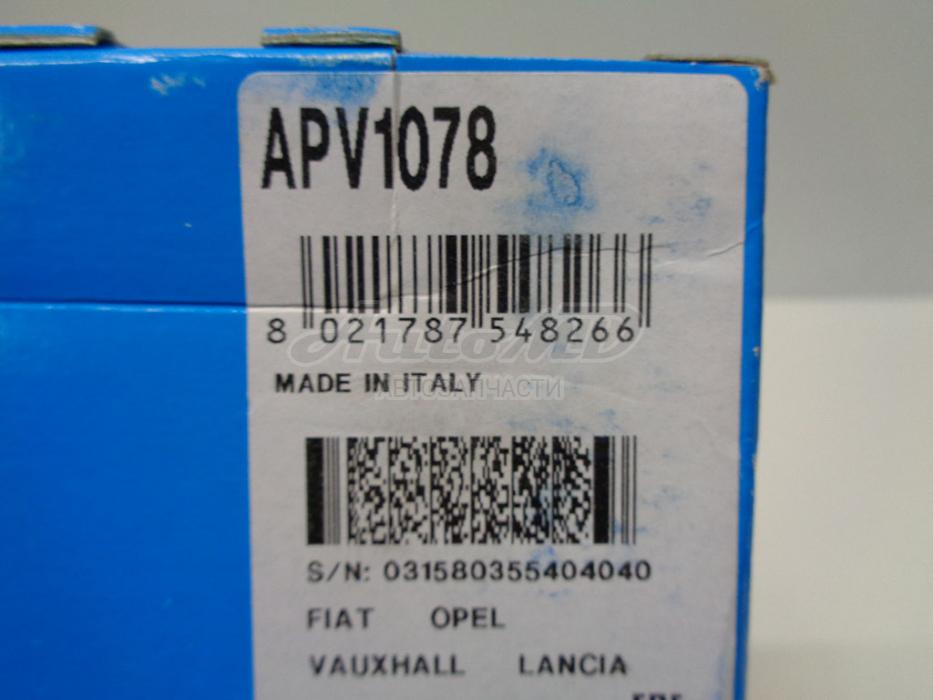 APV1078
8 021787 548266
MADE IN ITALY
АВТОЗАПЧАСТИ
S/N: 031580355404040
FIAT OPEL
VAUXHALL LANCIA